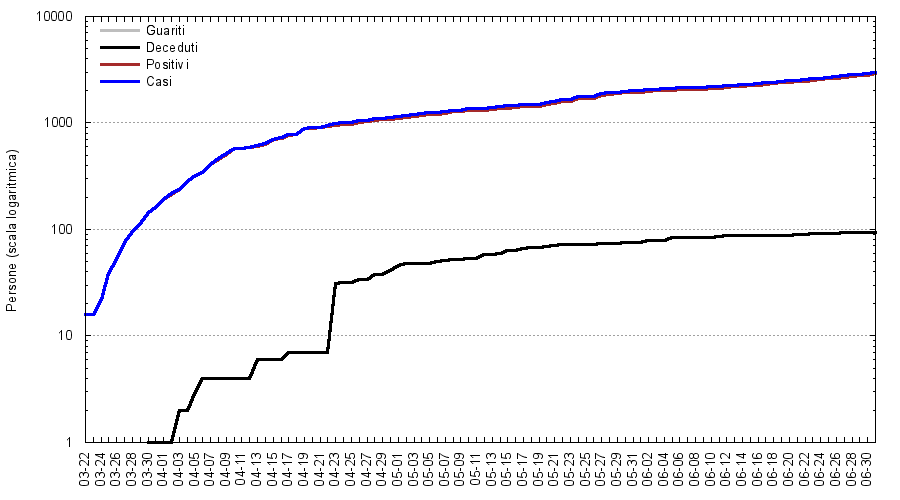 10000
Guariti
Deceduti
Positivi
Casi
1000
100
10
1
Persone (scala logaritmica)
03-22 03-24 03-26 03-28 03-30 04-01 04-03 04-05 04-07 04-09 04-11 04-13 04-15 04-17 04-19 04-21 04-23 04-25 04-27 04-29 05-01 05-03 05-05 05-07 05-09 05-11 05-13 05-15 05-17 05-19 05-21 05-23 05-25 05-27 05-29 05-31 06-02 06-04 06-06 06-08 06-10 06-12 06-14 06-16 06-18 06-20 06-22 06-24 06-26 06-28 06-30